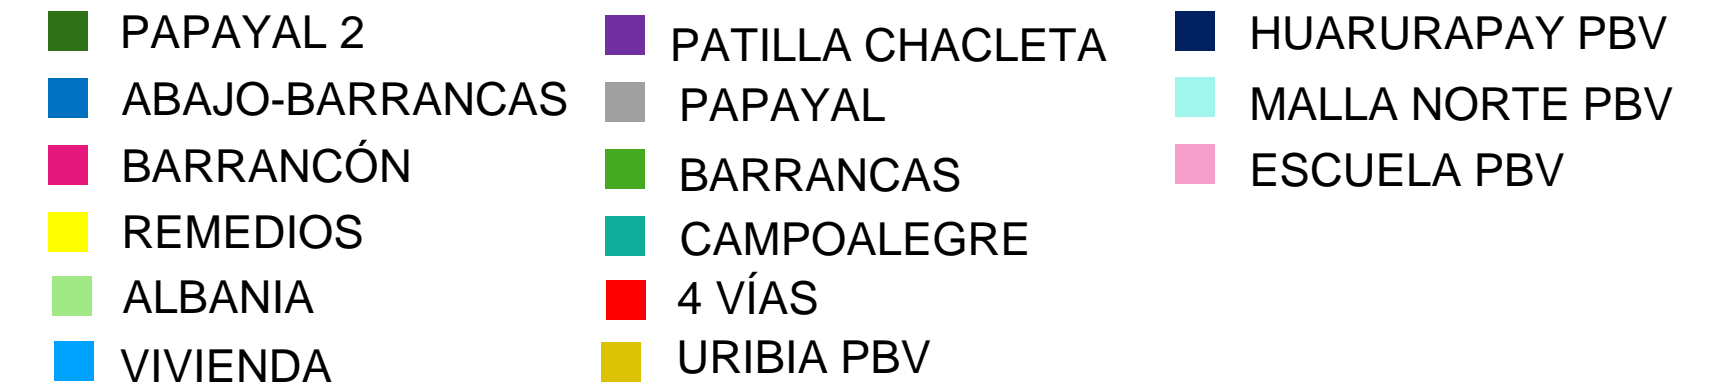 PAPAYAL 2
ABAJO-BARRANCAS
BARRANCÓN
REMEDIOS
ALBANIA
VIVIENDA
PATILLA CHACLETA
PAPAYAL
BARRANCAS
CAMPOALEGRE
4 VÍAS
URIBIA PBV
HUARURAPAY PBV
MALLA NORTE PBV
ESCUELA PBV